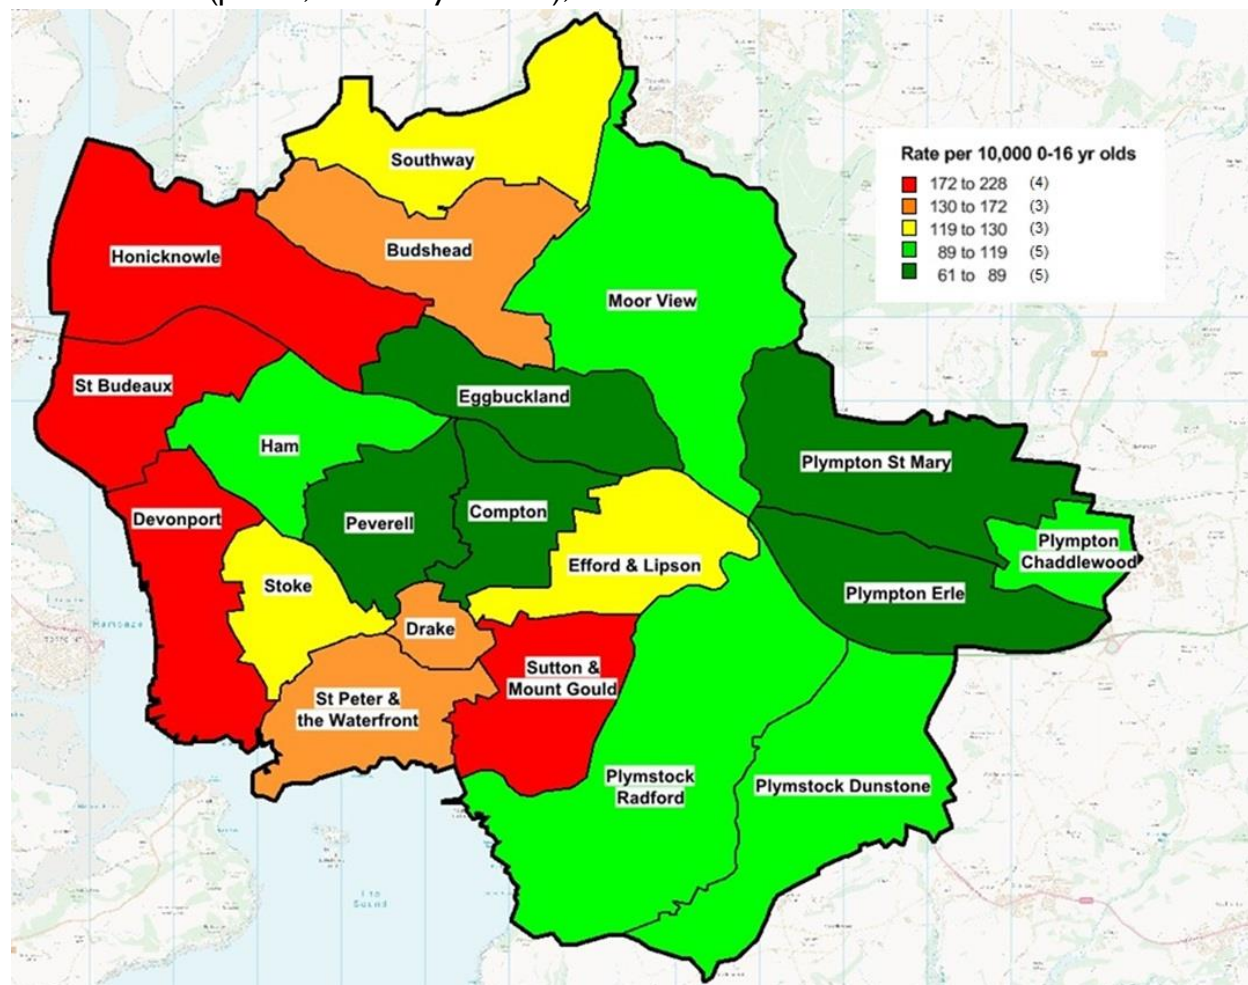 Southway
Rate per 10,000 0-16 yr olds
172 to 228 (4)
130 to 172 (3)
119 to 130 (3)
89 to 119 (5)
61 to 89 (5)
Honicknowle
Budshead
Moor View
St Budeaux
Eggbuckland
Ham
Plympton St Mary
Devonport
Peverell
Compton
Plympton
Chaddlewood
Efford & Lipson
Stoke
Plympton Erle
Drake
Sutton &
Mount Gould
St Peter &
the Waterfront
Plymstock
Radford
Plymstock Dunstone
Sound